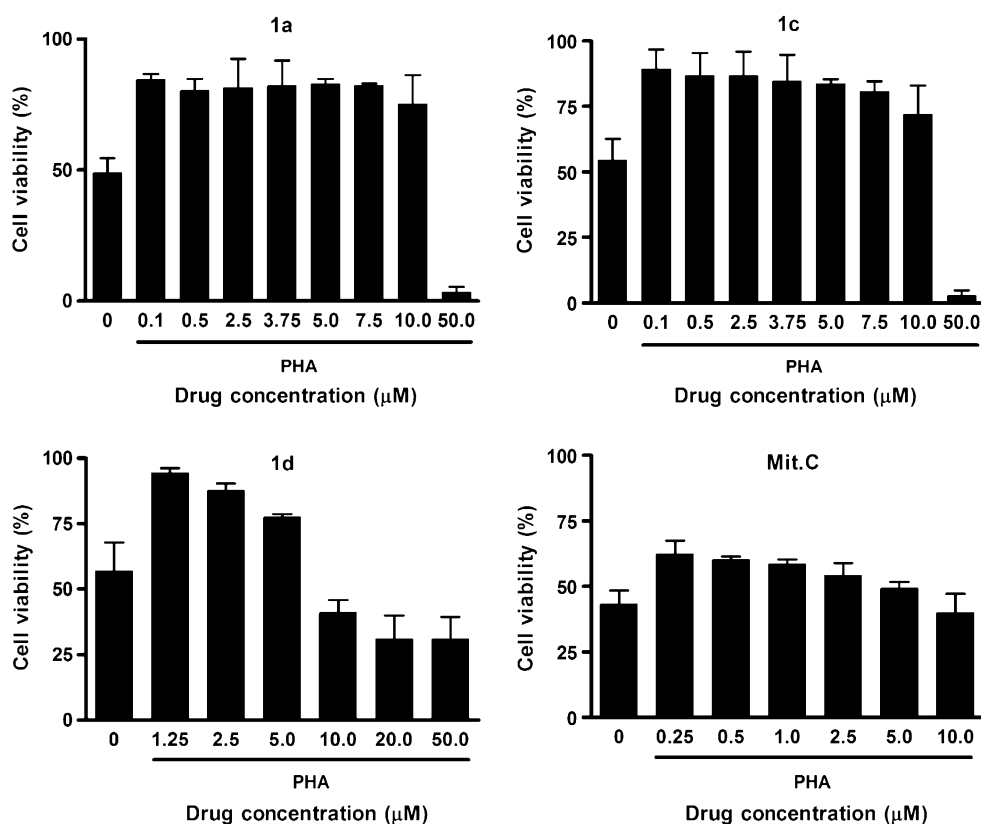 1a
Cell viability (%)
100
50
0
0 0.1 0.5 2.5 3.75 5.0 7.5 10.0 50.0
PHA
Drug concentration (μM)
1c
Cell viability (%)
100
75
50
25
0
0 0.1 0.5 2.5 3.75 5.0 7.5 10.0 50.0
PHA
Drug concentration (μM)
1d
Cell viability (%)
100
75
50
25
0
0 1.25 2.5 5.0 10.0 20.0 50.0
PHA
Drug concentration (μM)
Mit.C
Cell viability (%)
100
75
50
25
0
0 0.25 0.5 1.0 2.5 5.0 10.0
PHA
Drug concentration (μM)